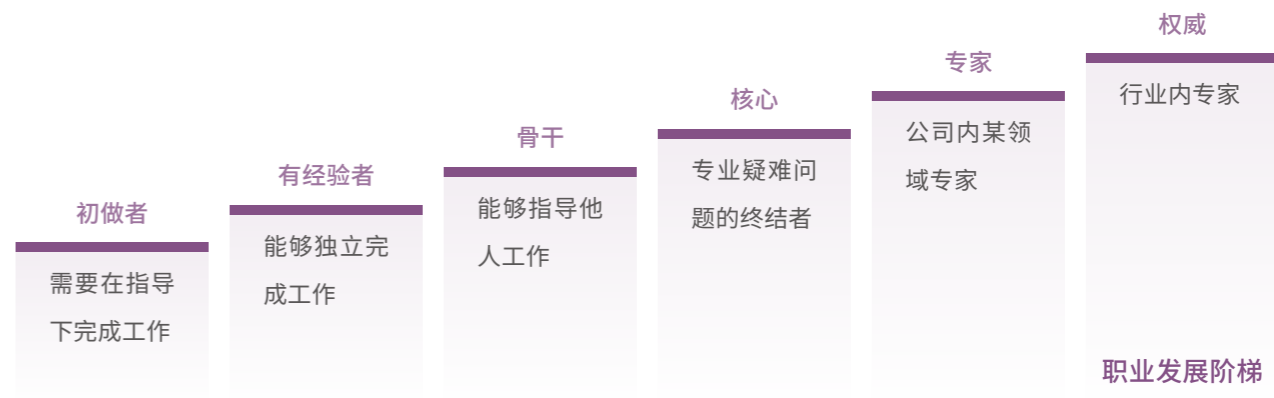 初做者
需要在指导
下完成工作
有经验者
能够独立完
成工作
骨干
能够指导他
人工作
核心
专业疑难问
题的终结者
专家
公司内某领
域专家
权威
行业内专家
职业发展阶梯